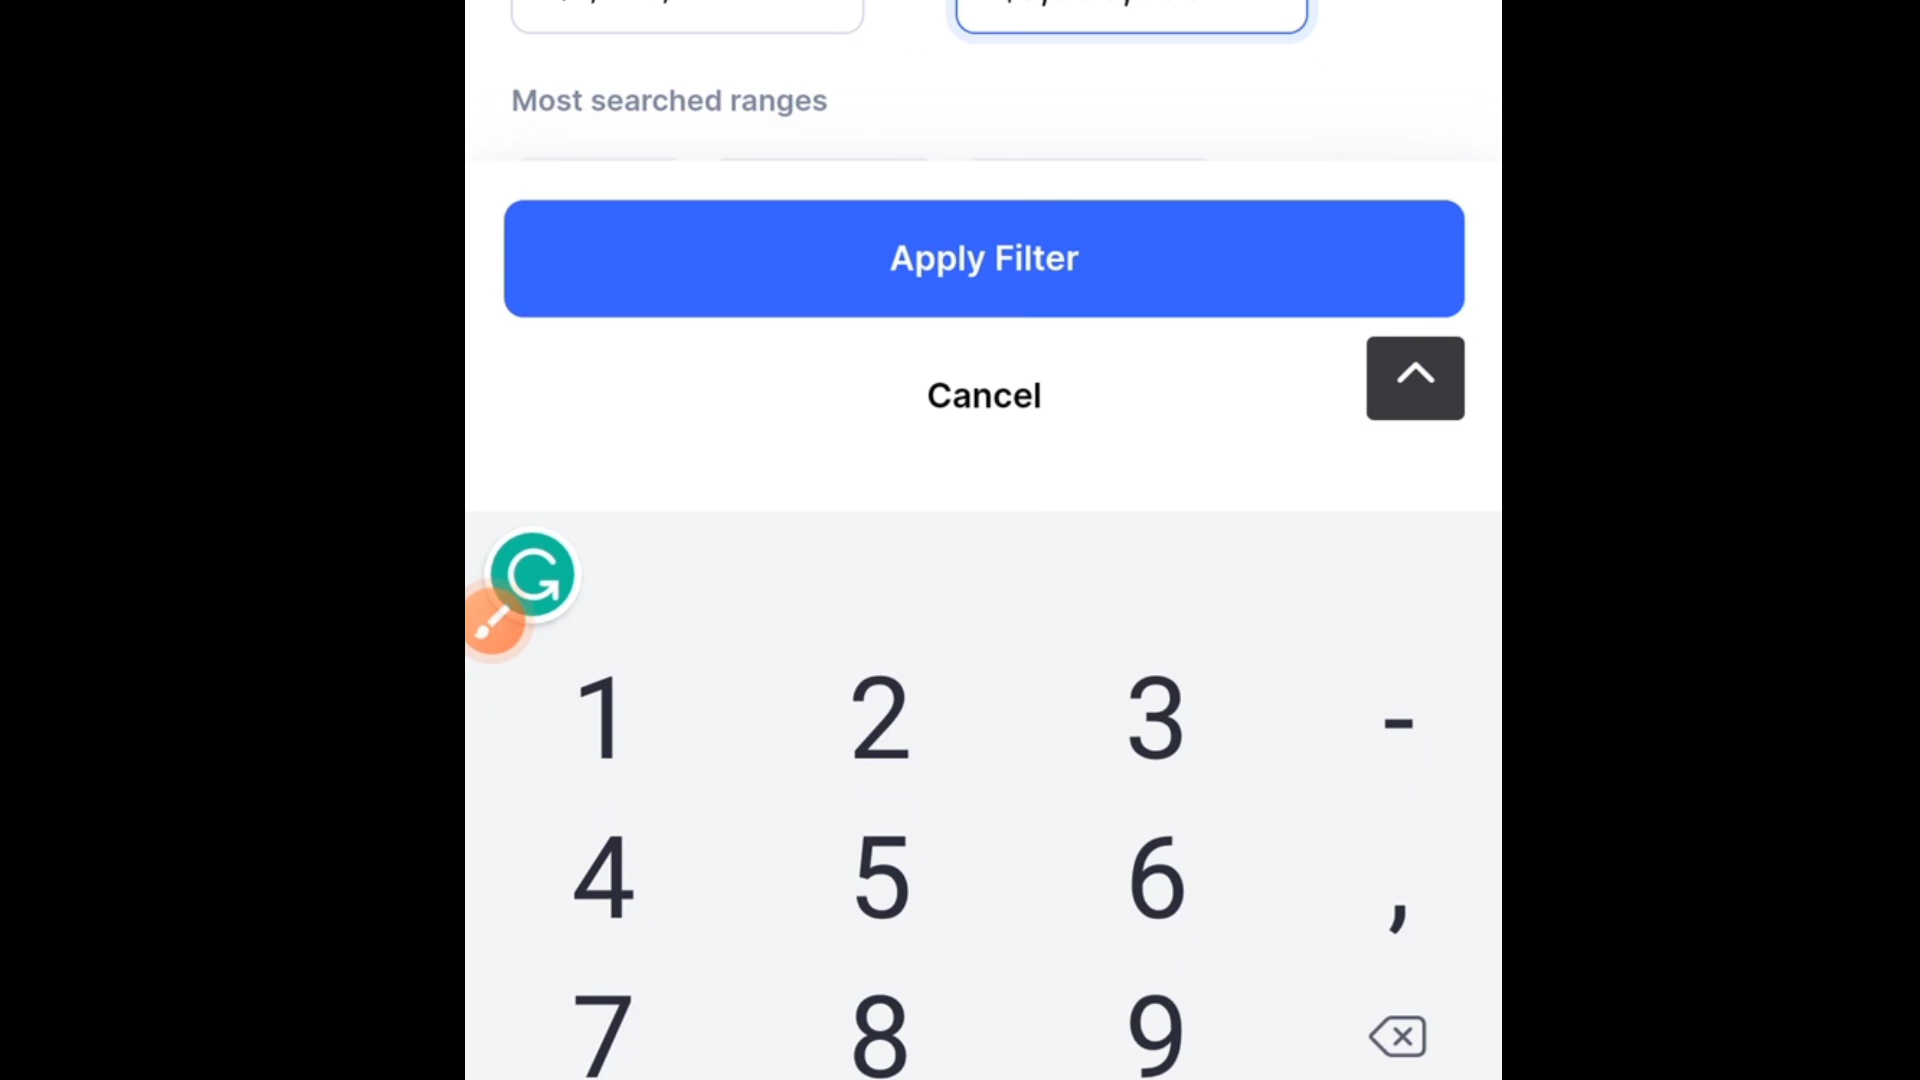 Most searched ranges
Apply Filter
Cancel
1 2 3 -
4 5 6 ,
7 8 9